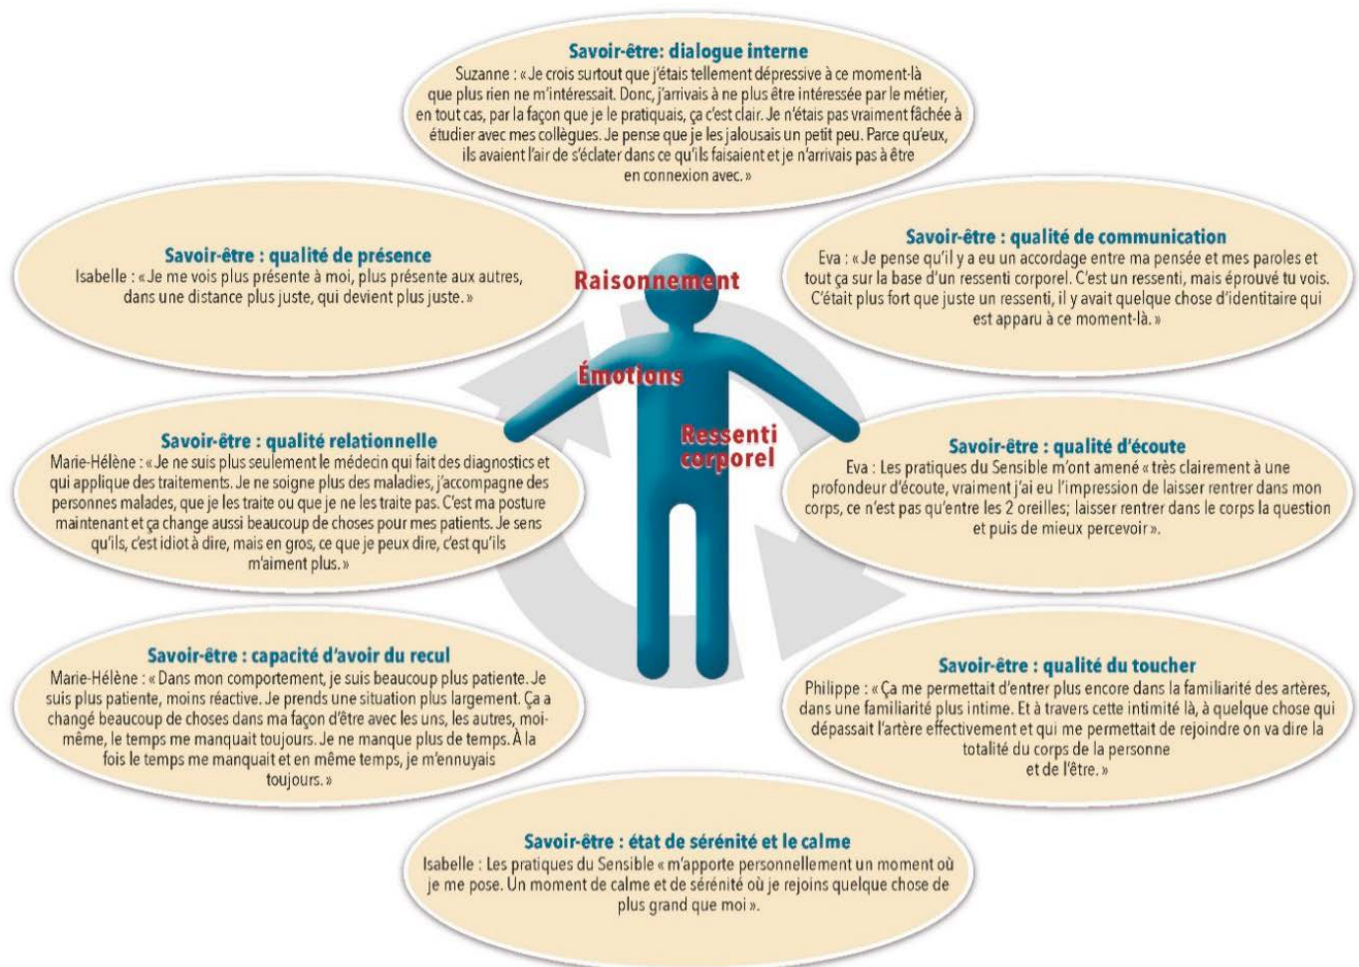 Savoir-être: dialogue interne
Suzanne : « Je crois surtout que j'étais tellement dépressive à ce moment-là
que plus rien ne m'intéressait. Donc, j'arrivais à ne plus être intéressée par le métier,
en tout cas, par la façon que je le pratiquais, ça c'est clair. Je n'étais pas vraiment fâchée à
étudier avec mes collègues. Je pense que je les jalousais un petit peu. Parce qu'eux,
ils avaient l'air de s'éclater dans ce qu'ils faisaient et je n'arrivais pas à être
en connexion avec. »
Savoir-être : qualité de présence
Isabelle : « Je me vois plus présente à moi, plus présente aux autres,
dans une distance plus juste, qui devient plus juste. »
Savoir-être : qualité de communication
Eva : « Je pense qu'il y a eu un accordage entre ma pensée et mes paroles et
tout ça sur la base d'un ressenti corporel. C'est un ressenti, mais éprouvé tu vois.
C'était plus fort que juste un ressenti, il y avait quelque chose d'identitaire qui
est apparu à ce moment-là. »
Raisonnement
Émotions
Ressenti
corporel
Savoir-être : qualité relationnelle
Marie-Hélène : « Je ne suis plus seulement le médecin qui fait des diagnostics et
qui applique des traitements. Je ne soigne plus des maladies, j'accompagne des
personnes malades, que je les traite ou que je ne les traite pas. C'est ma posture
maintenant et ça change aussi beaucoup de choses pour mes patients. Je sens
qu'ils, c'est idiot à dire, mais en gros, ce que je peux dire, c'est qu'ils
m'aiment plus. »
Savoir-être : qualité d'écoute
Eva : Les pratiques du Sensible m'ont amené « très clairement à une
profondeur d'écoute, vraiment j'ai eu l'impression de laisser rentrer dans mon
corps, ce n'est pas qu'entre les 2 oreilles; laisser rentrer dans le corps la question
et puis de mieux percevoir ».
Savoir-être : capacité d'avoir du recul
Marie-Hélène : « Dans mon comportement, je suis beaucoup plus patiente. Je
suis plus patiente, moins réactive. Je prends une situation plus largement. Ça a
changé beaucoup de choses dans ma façon d'être avec les uns, les autres, moi-
même, le temps me manquait toujours. Je ne manque plus de temps. À la
fois le temps me manquait et en même temps, je m'ennuyais
toujours. »
Savoir-être : qualité du toucher
Philippe : « Ça me permettait d'entrer plus encore dans la familiarité des artères,
dans une familiarité plus intime. Et à travers cette intimité là, à quelque chose qui
dépassait l'artère effectivement et qui me permettait de rejoindre on va dire la
totalité du corps de la personne
et de l'être. »
Savoir-être : état de sérénité et le calme
Isabelle : Les pratiques du Sensible « m'apporte personnellement un moment où
je me pose. Un moment de calme et de sérénité où je rejoins quelque chose de
plus grand que moi ».